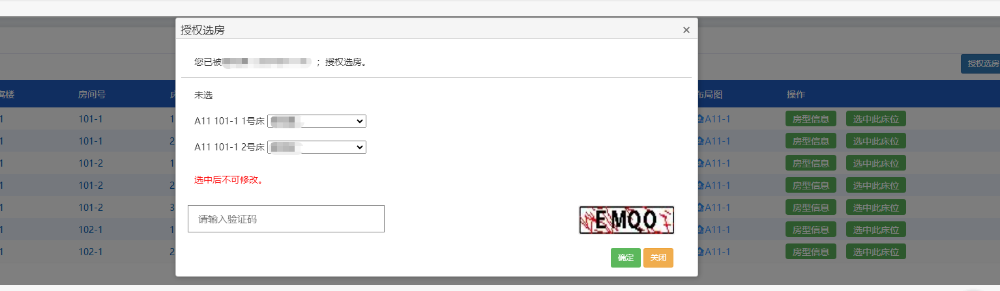 授权选房
×
您已被 ；授权选房。
授权选房
未选
寓楼 房间号 布局图 操作
A11 101-1 1号床
A11 101-1 2号床
选中后不可修改。
请输入验证码
EMQO
确定 关闭
1 101-1 1 A11-1 房型信息 选中此床位
1 101-1 2 A11-1 房型信息 选中此床位
1 101-2 1 A11-1 房型信息 选中此床位
1 101-2 2 A11-1 房型信息 选中此床位
1 101-2 3 A11-1 房型信息 选中此床位
1 102-1 1 A11-1 房型信息 选中此床位
1 102-1 2 A11-1 房型信息 选中此床位